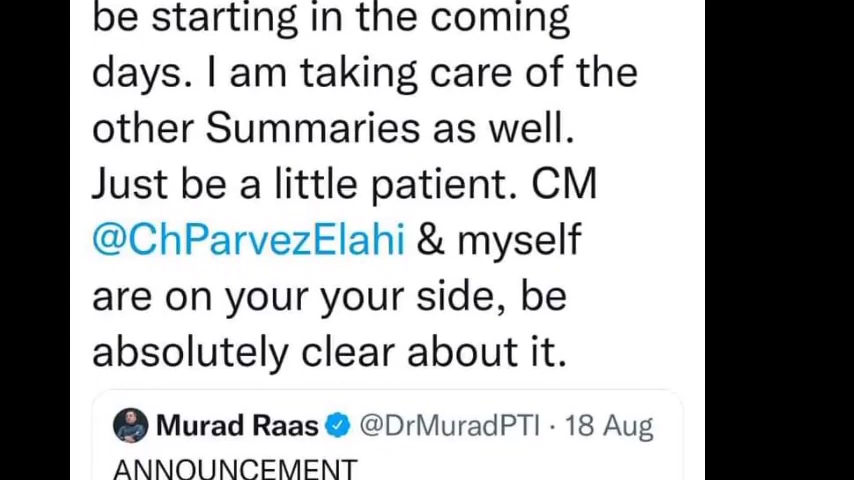 be starting in the coming
days. I am taking care of the
other Summaries as well.
Just be a little patient. CM
@ChParvezElahi & myself
are on your your side, be
absolutely clear about it.
Murad Raas @DrMuradPTI · 18 Aug
ANNOUNCEMENT